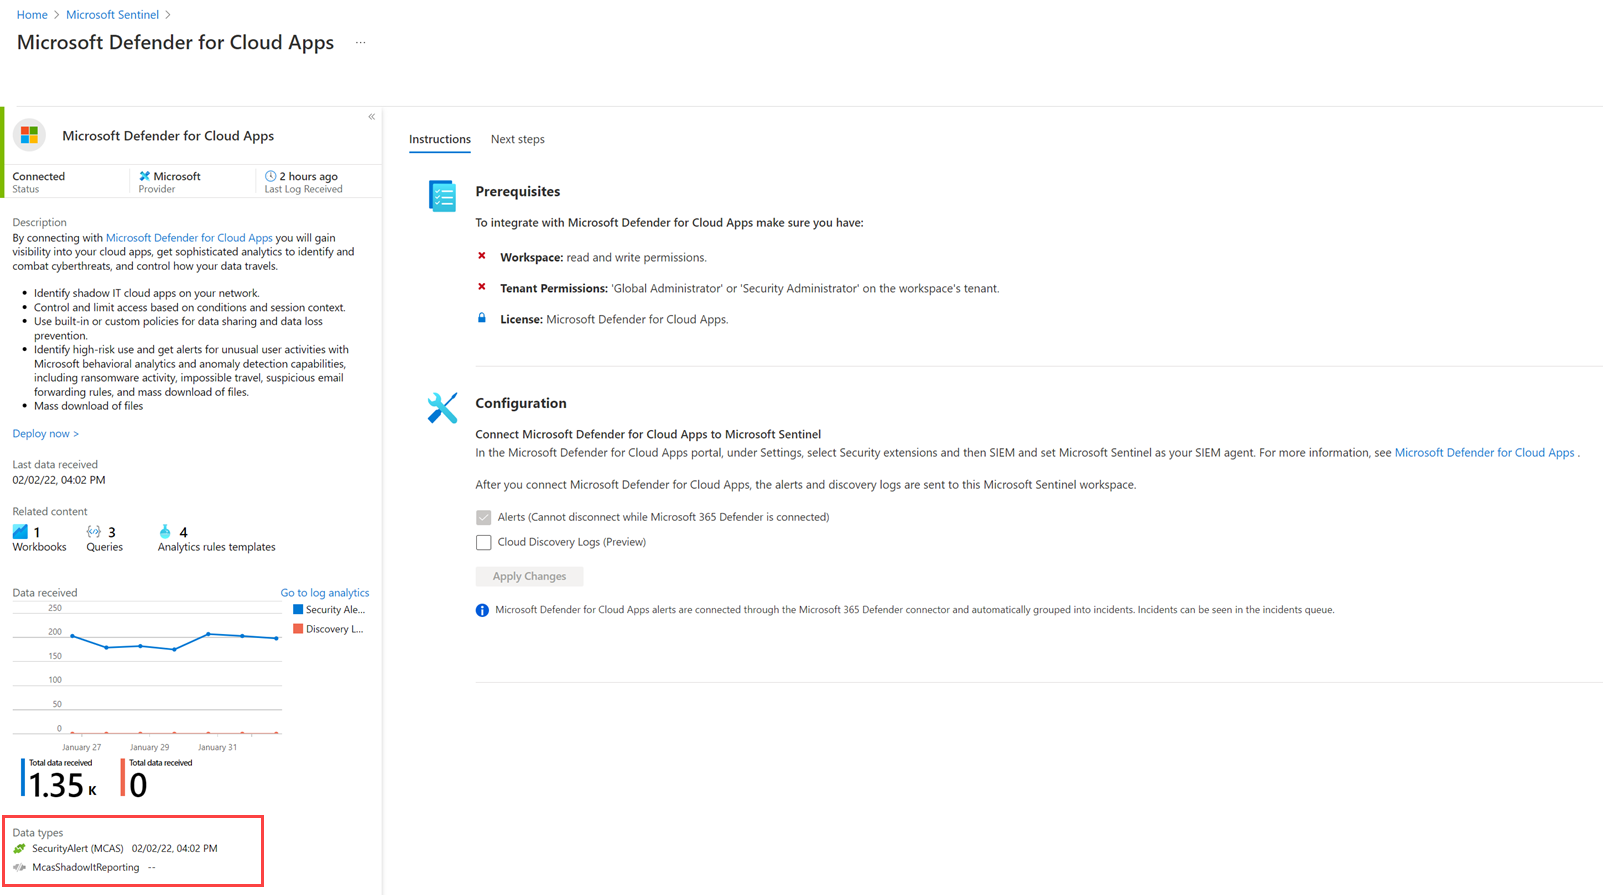 Home > Microsoft Sentinel >
Microsoft Defender for Cloud Apps ...
«
Microsoft Defender for Cloud Apps
Connected
Status
Microsoft
Provider
2 hours ago
Last Log Received
Description
By connecting with Microsoft Defender for Cloud Apps you will gain
visibility into your cloud apps, get sophisticated analytics to identify and
combat cyberthreats, and control how your data travels.
• Identify shadow IT cloud apps on your network.
• Control and limit access based on conditions and session context.
• Use built-in or custom policies for data sharing and data loss
prevention.
• Identify high-risk use and get alerts for unusual user activities with
Microsoft behavioral analytics and anomaly detection capabilities,
including ransomware activity, impossible travel, suspicious email
forwarding rules, and mass download of files.
• Mass download of files
Deploy now >
Last data received
02/02/22, 04:02 PM
Related content
1
Workbooks
3
Queries
4
Analytics rules templates
Data received
Go to log analytics
250
200
150
100
50
0
January 27
January 29
January 31
Security Ale...
Discovery L...
Total data received
1.35 K
Total data received
0
Data types
SecurityAlert (MCAS) 02/02/22, 04:02 PM
McasShadowItReporting --
Instructions
Next steps
Prerequisites
To integrate with Microsoft Defender for Cloud Apps make sure you have:
Workspace: read and write permissions.
Tenant Permissions: 'Global Administrator' or 'Security Administrator' on the workspace's tenant.
License: Microsoft Defender for Cloud Apps.
Configuration
Connect Microsoft Defender for Cloud Apps to Microsoft Sentinel
In the Microsoft Defender for Cloud Apps portal, under Settings, select Security extensions and then SIEM and set Microsoft Sentinel as your SIEM agent. For more information, see Microsoft Defender for Cloud Apps .
After you connect Microsoft Defender for Cloud Apps, the alerts and discovery logs are sent to this Microsoft Sentinel workspace.
Alerts (Cannot disconnect while Microsoft 365 Defender is connected)
Cloud Discovery Logs (Preview)
Apply Changes
Microsoft Defender for Cloud Apps alerts are connected through the Microsoft 365 Defender connector and automatically grouped into incidents. Incidents can be seen in the incidents queue.